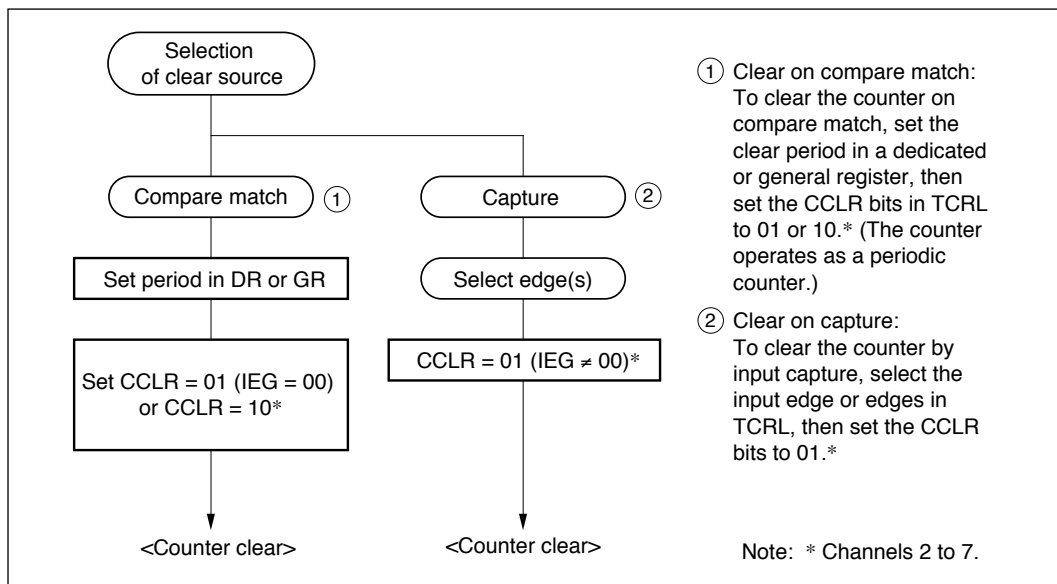 Selection
of clear source
Compare match
①
Capture
②
Set period in DR or GR
Select edge(s)
Set CCLR = 01 (IEG = 00)
or CCLR = 10*
CCLR = 01 (IEG ≠ 00)*
<Counter clear>
<Counter clear>
① Clear on compare match:
To clear the counter on
compare match, set the
clear period in a dedicated
or general register, then
set the CCLR bits in TCRL
to 01 or 10.* (The counter
operates as a periodic
counter.)
② Clear on capture:
To clear the counter by
input capture, select the
input edge or edges in
TCRL, then set the CCLR
bits to 01.*
Note: * Channels 2 to 7.